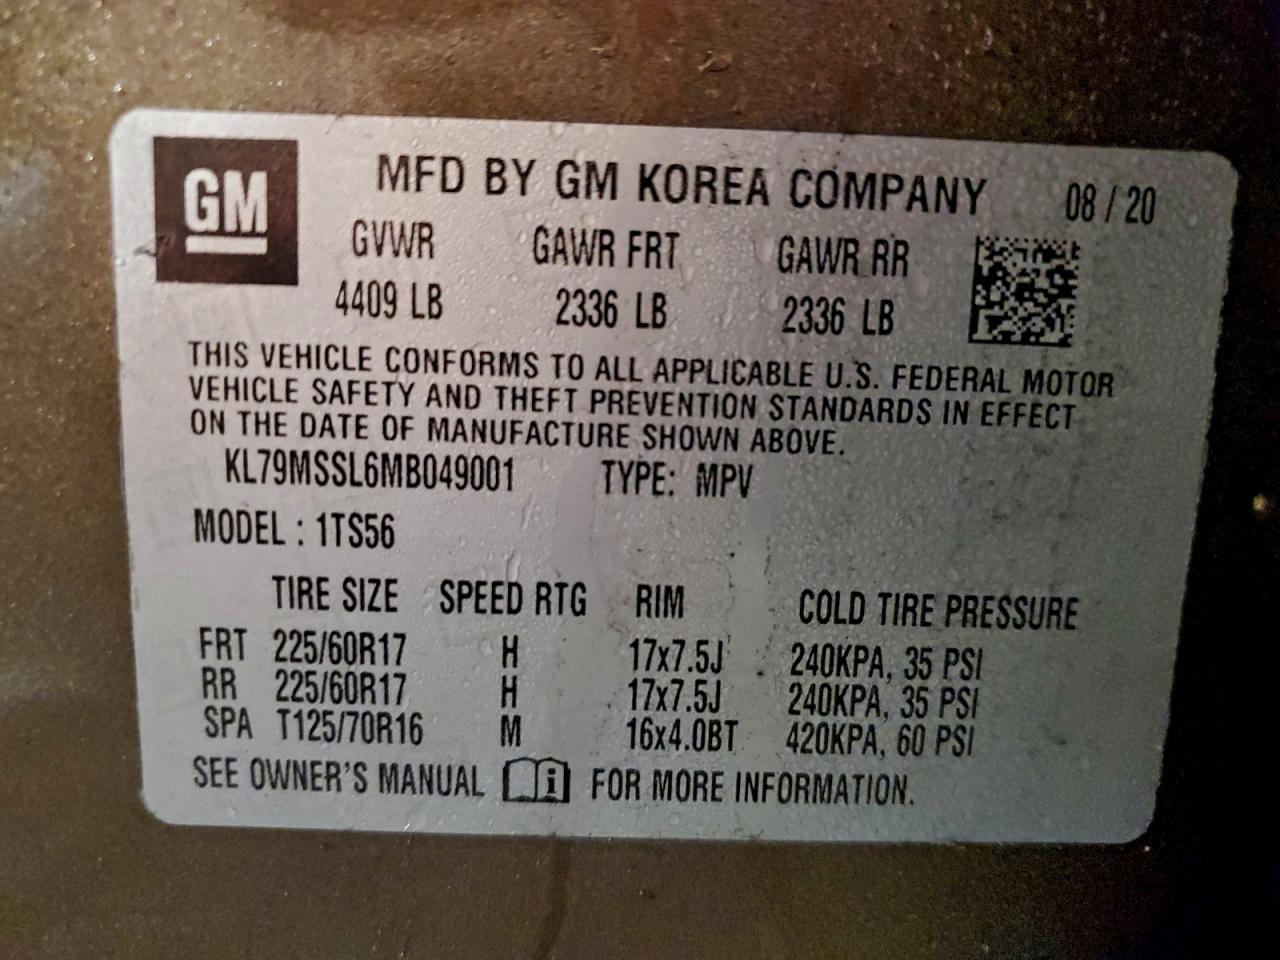 GM
MFD BY GM KOREA COMPANY 08 / 20
GVWR GAWR FRT GAWR RR
4409 LB 2336 LB 2336 LB
THIS VEHICLE CONFORMS TO ALL APPLICABLE U.S. FEDERAL MOTOR
VEHICLE SAFETY AND THEFT PREVENTION STANDARDS IN EFFECT
ON THE DATE OF MANUFACTURE SHOWN ABOVE.
KL79MSSL6MB049001 TYPE: MPV
MODEL : 1TS56
TIRE SIZE SPEED RTG RIM COLD TIRE PRESSURE
FRT 225/60R17 H 17x7.5J 240KPA, 35 PSI
RR 225/60R17 H 17x7.5J 240KPA, 35 PSI
SPA T125/70R16 M 16x4.0BT 420KPA, 60 PSI
SEE OWNER'S MANUAL i FOR MORE INFORMATION.